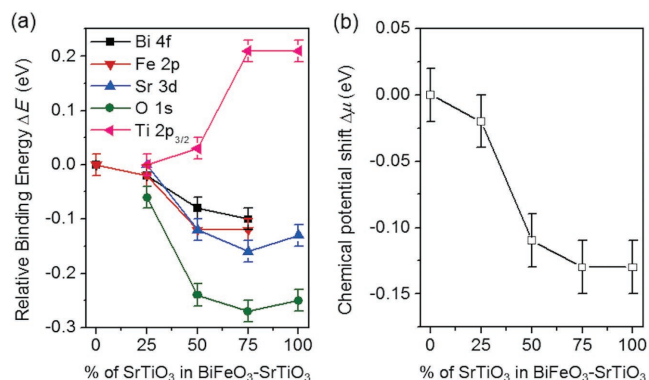 (a)
Relative Binding Energy ΔE (eV)
0.2
0.1
0.0
-0.1
-0.2
-0.3
Bi 4f
Fe 2p
Sr 3d
O 1s
Ti 2p3/2
0 25 50 75 100
% of SrTiO3 in BiFeO3-SrTiO3
(b)
Chemical potential shift Δμ (eV)
0.05
0.00
-0.05
-0.10
-0.15
0 25 50 75 100
% of SrTiO3 in BiFeO3-SrTiO3